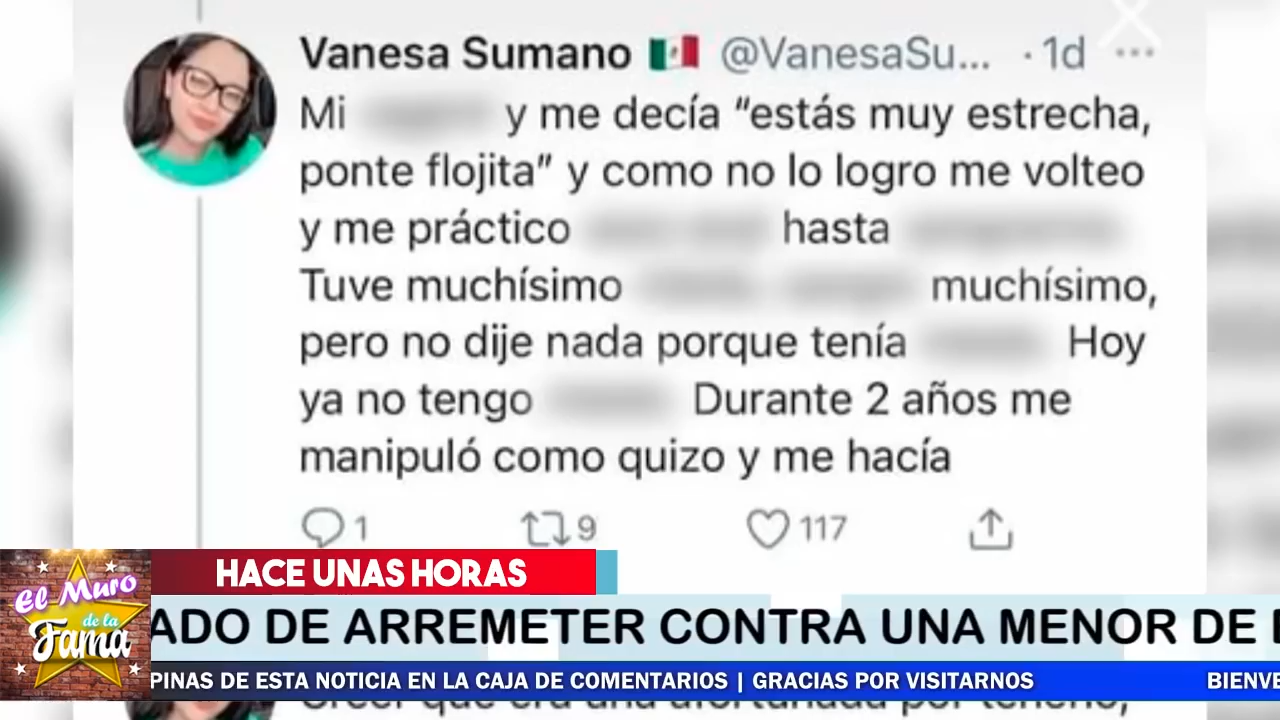 Vanesa Sumano 🇲🇽 @VanesaSu... · 1d ...
Mi y me decía “estás muy estrecha,
ponte flojita” y como no lo logro me volteo
y me práctico hasta
Tuve muchísimo muchísimo,
pero no dije nada porque tenía Hoy
ya no tengo Durante 2 años me
manipuló como quizo y me hacía
1 9 117
HACE UNAS HORAS
El Muro
de la
Fama
ADO DE ARREMETER CONTRA UNA MENOR DE
PINAS DE ESTA NOTICIA EN LA CAJA DE COMENTARIOS | GRACIAS POR VISITARNOS BIENVE